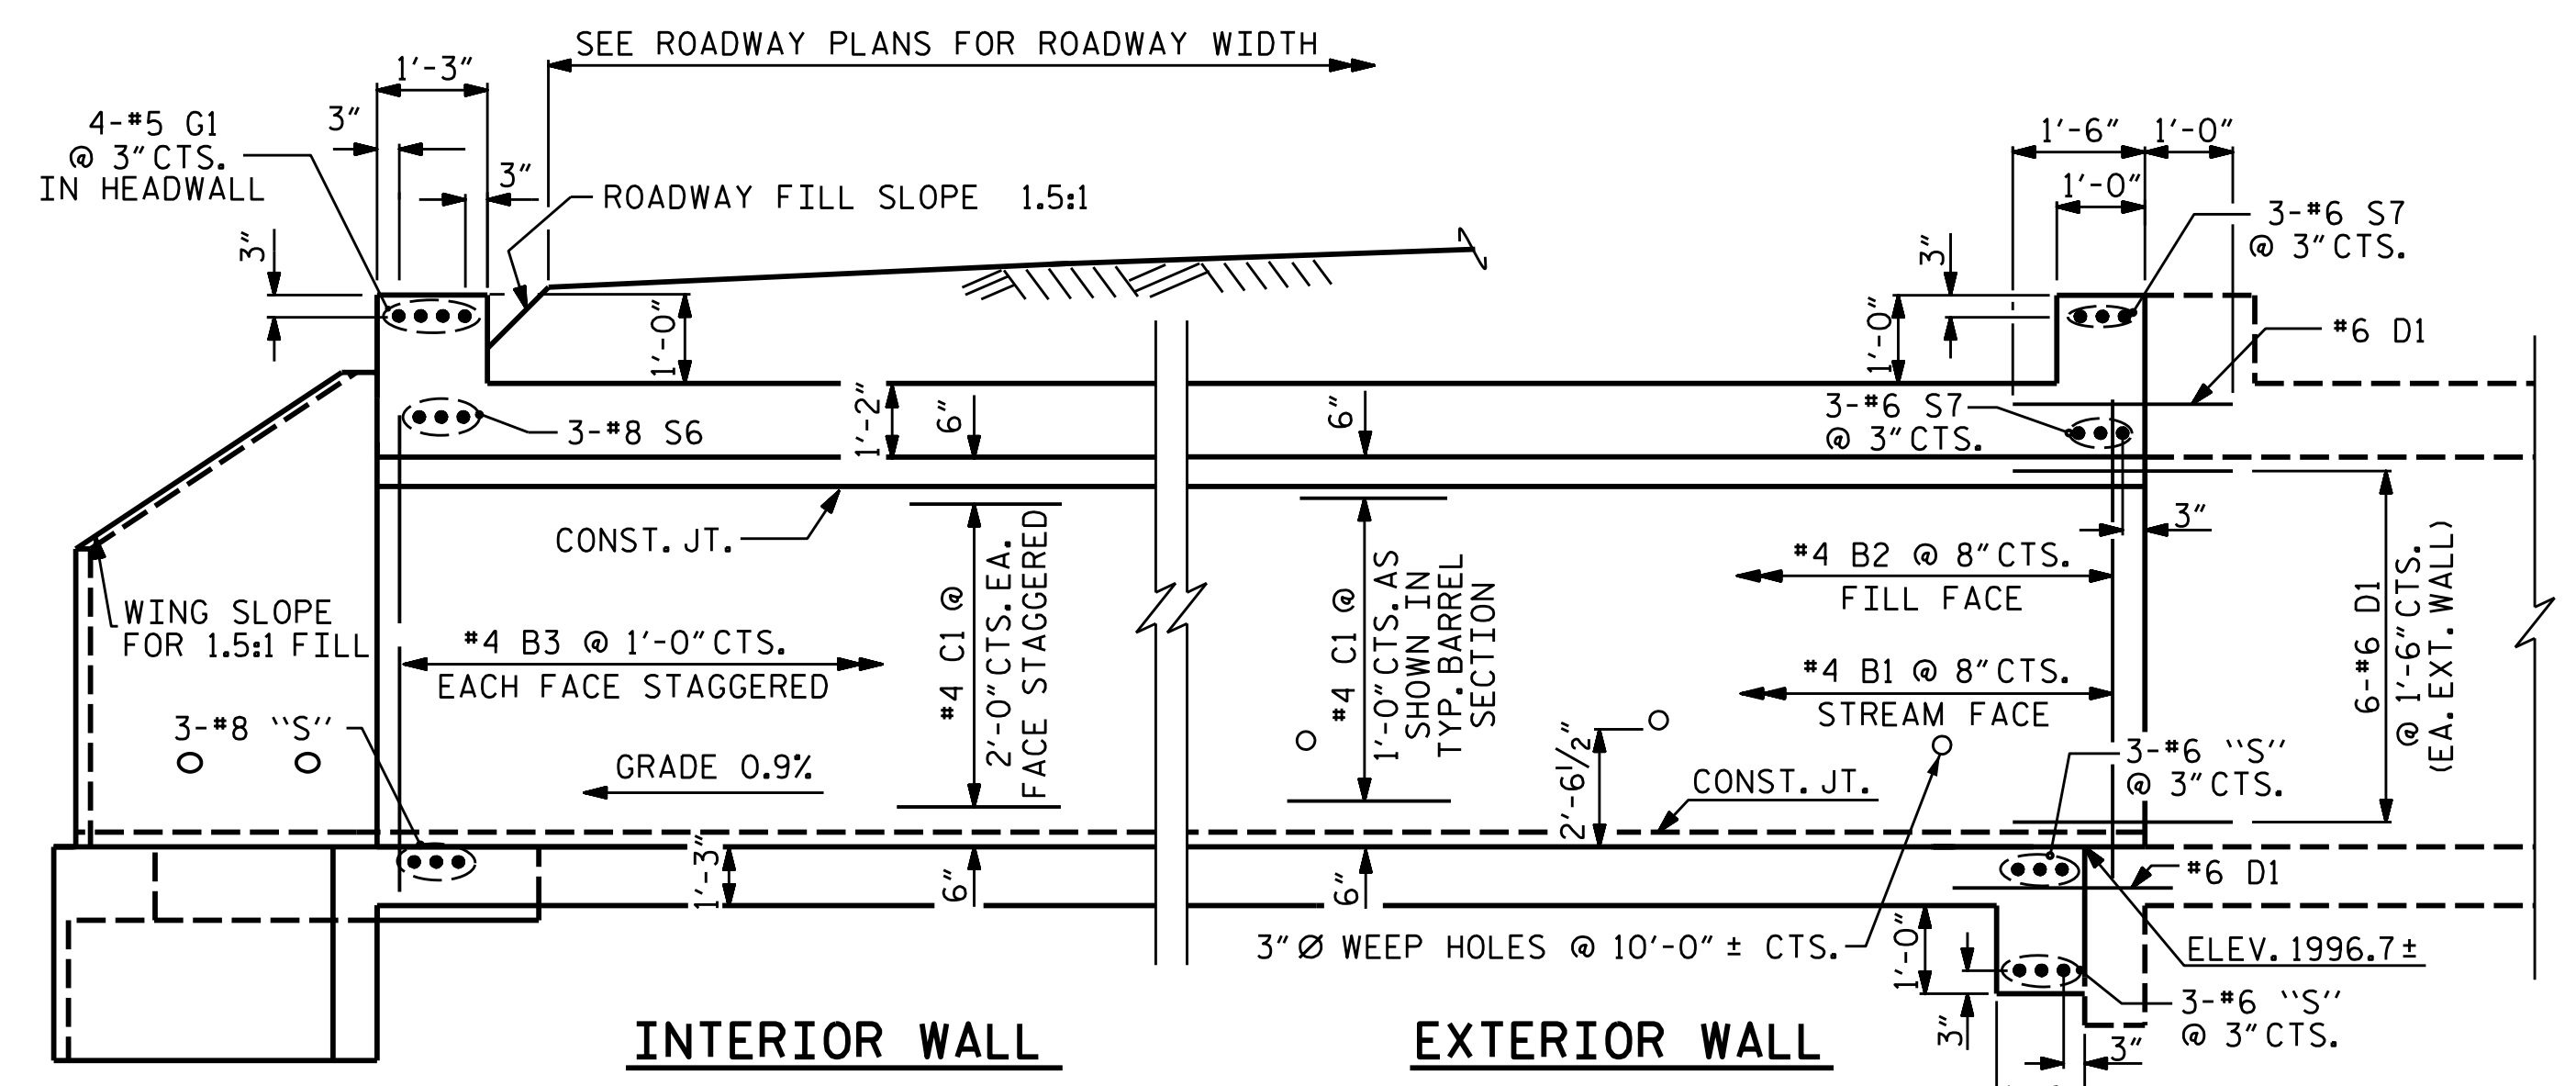 SEE ROADWAY PLANS FOR ROADWAY WIDTH
1'-3"
4-#5 G1
@ 3"CTS.
IN HEADWALL
3"
3"
3"
ROADWAY FILL SLOPE 1.5:1
1'-0"
1'-6"
1'-0"
1'-0"
3-#6 S7
@ 3"CTS.
3"
1'-0"
#6 D1
3-#8 S6
1'-2"
6"
6"
3-#6 S7
@ 3"CTS.
3"
CONST. JT.
#4 C1 @
2'-0"CTS. EA.
FACE STAGGERED
#4 C1 @
1'-0"CTS. AS
SHOWN IN
TYP. BARREL
SECTION
#4 B2 @ 8"CTS.
FILL FACE
#4 B1 @ 8"CTS.
STREAM FACE
6-#6 D1
@ 1'-6"CTS.
(EA. EXT. WALL)
WING SLOPE
FOR 1.5:1 FILL
#4 B3 @ 1'-0"CTS.
EACH FACE STAGGERED
3-#8 "S"
GRADE 0.9%
2'-6½"
CONST. JT.
3-#6 "S"
@ 3"CTS.
1'-3"
6"
6"
#6 D1
3"Ø WEEP HOLES @ 10'-0"± CTS.
1'-0"
ELEV. 1996.7±
3-#6 "S"
@ 3"CTS.
3"
3"
INTERIOR WALL
EXTERIOR WALL